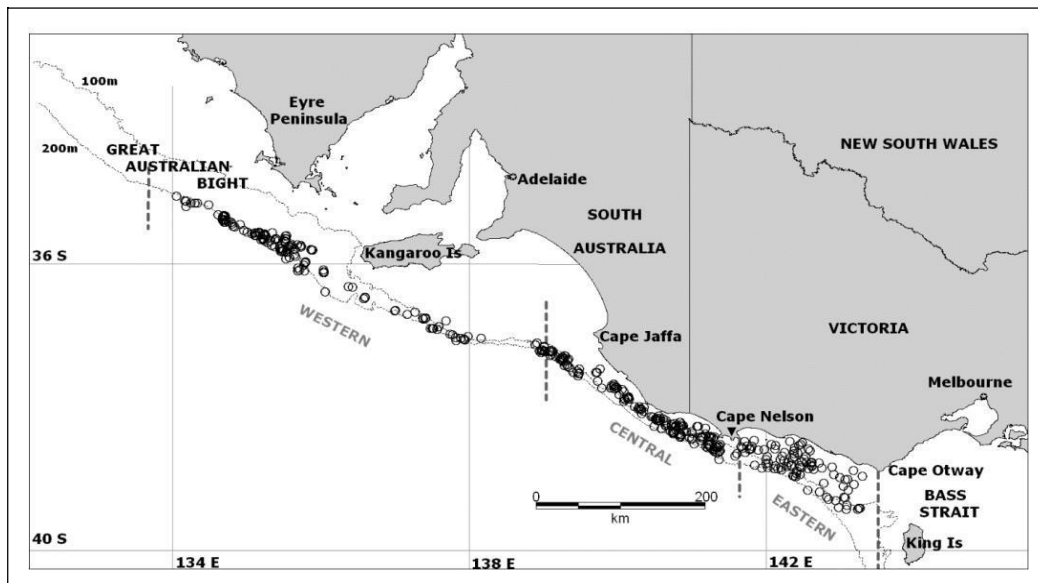 100m
Eyre
Peninsula
200m
GREAT
AUSTRALIAN
BIGHT
NEW SOUTH WALES
Adelaide
SOUTH
AUSTRALIA
36 S
Kangaroo Is
WESTERN
Cape Jaffa
VICTORIA
Melbourne
Cape Nelson
CENTRAL
Cape Otway
BASS
STRAIT
0
200
km
EASTERN
King Is
40 S
134 E
138 E
142 E